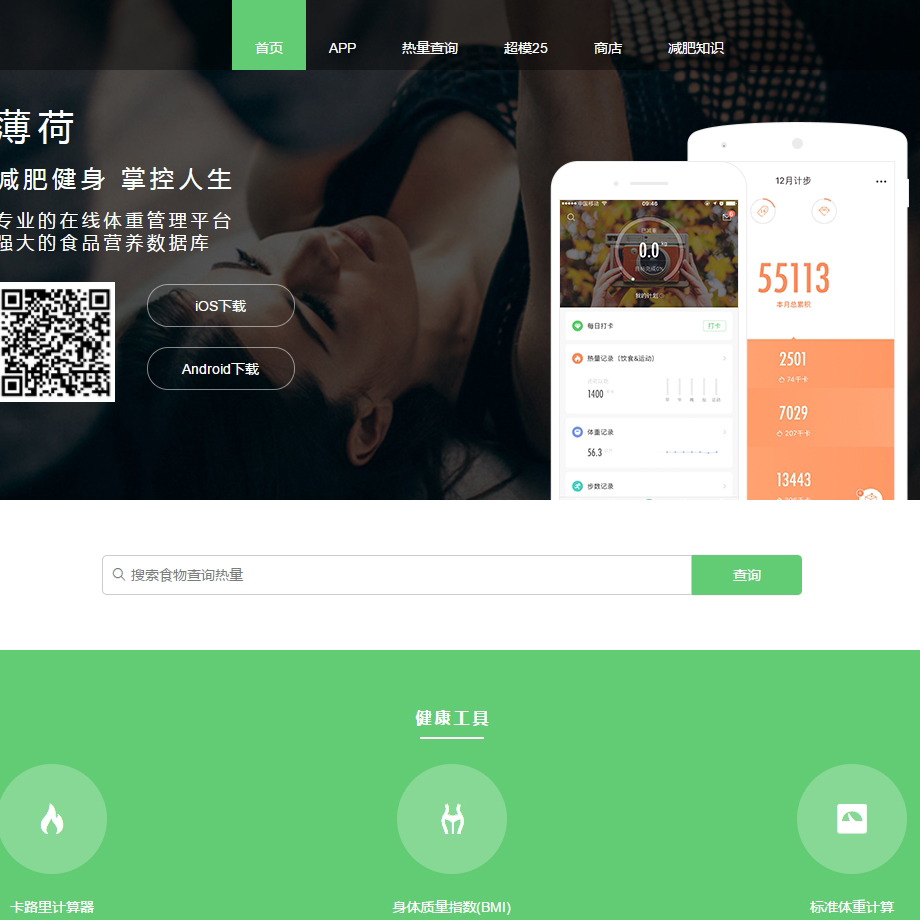 首页
APP
热量查询
超模25
商店
减肥知识
薄荷
减肥健身 掌控人生
专业的在线体重管理平台
强大的食品营养数据库
iOS下载
Android下载
12月计步
中国移动
09:46
0.0
我的计划
55113
本月总累积
每日打卡
打卡
热量记录（饮食&运动）
1400
体重记录
56.3
步数记录
2501
74千卡
7029
207千卡
13443
搜索食物查询热量
查询
健康工具
卡路里计算器
身体质量指数(BMI)
标准体重计算